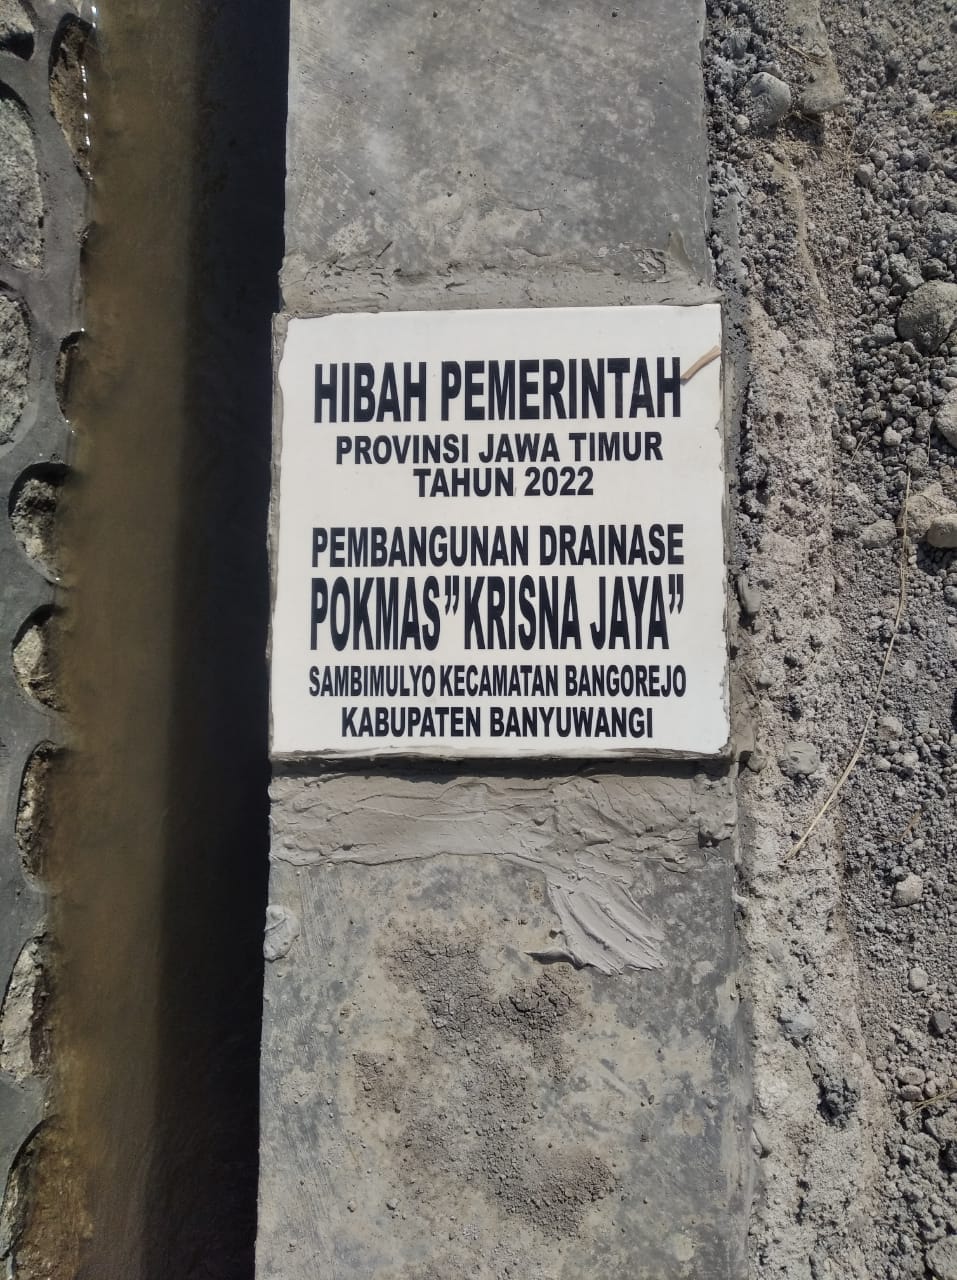 HIBAH PEMERINTAH
PROVINSI JAWA TIMUR
TAHUN 2022
PEMBANGUNAN DRAINASE
POKMAS"KRISNA JAYA"
SAMBIMULYO KECAMATAN BANGOREJO
KABUPATEN BANYUWANGI